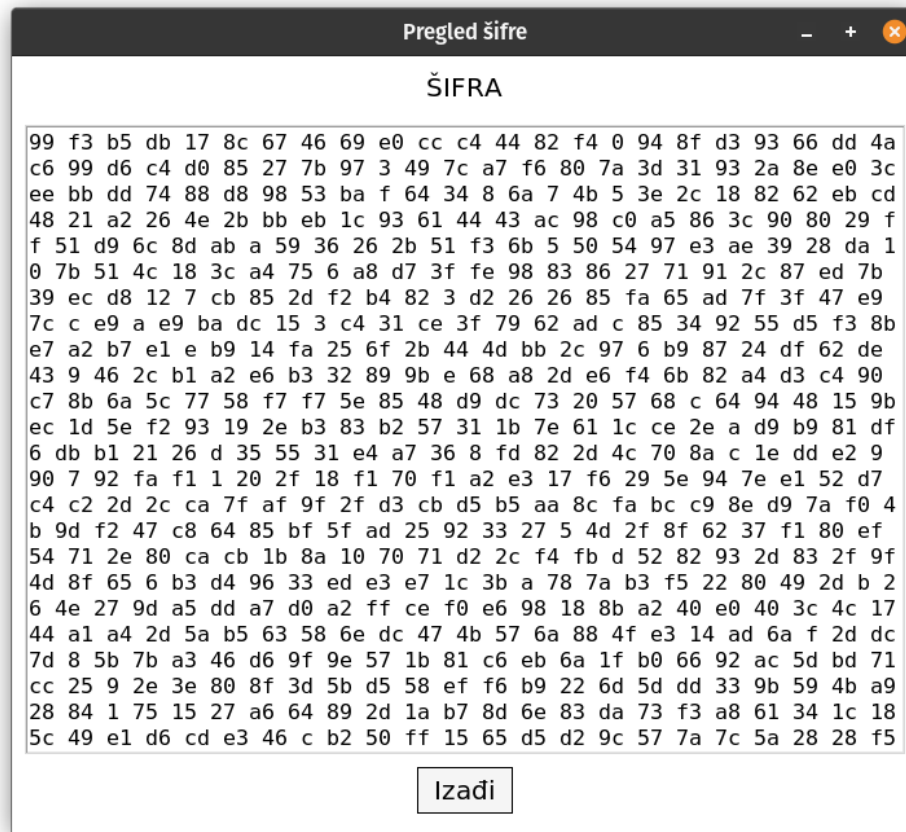 Pregled šifre
ŠIFRA
99 f3 b5 db 17 8c 67 46 69 e0 cc c4 44 82 f4 0 94 8f d3 93 66 dd 4a
c6 99 d6 c4 d0 85 27 7b 97 3 49 7c a7 f6 80 7a 3d 31 93 2a 8e e0 3c
ee bb dd 74 88 d8 98 53 ba f 64 34 8 6a 7 4b 5 3e 2c 18 82 62 eb cd
48 21 a2 26 4e 2b bb eb 1c 93 61 44 43 ac 98 c0 a5 86 3c 90 80 29 f
f 51 d9 6c 8d ab a 59 36 26 2b 51 f3 6b 5 50 54 97 e3 ae 39 28 da 1
0 7b 51 4c 18 3c a4 75 6 a8 d7 3f fe 98 83 86 27 71 91 2c 87 ed 7b
39 ec d8 12 7 cb 85 2d f2 b4 82 3 d2 26 26 85 fa 65 ad 7f 3f 47 e9
7c c e9 a e9 ba dc 15 3 c4 31 ce 3f 79 62 ad c 85 34 92 55 d5 f3 8b
e7 a2 b7 e1 e b9 14 fa 25 6f 2b 44 4d bb 2c 97 6 b9 87 24 df 62 de
43 9 46 2c b1 a2 e6 b3 32 89 9b e 68 a8 2d e6 f4 6b 82 a4 d3 c4 90
c7 8b 6a 5c 77 58 f7 f7 5e 85 48 d9 dc 73 20 57 68 c 64 94 48 15 9b
ec 1d 5e f2 93 19 2e b3 83 b2 57 31 1b 7e 61 1c ce 2e a d9 b9 81 df
6 db b1 21 26 d 35 55 31 e4 a7 36 8 fd 82 2d 4c 70 8a c 1e dd e2 9
90 7 92 fa f1 1 20 2f 18 f1 70 f1 a2 e3 17 f6 29 5e 94 7e e1 52 d7
c4 c2 2d 2c ca 7f af 9f 2f d3 cb d5 b5 aa 8c fa bc c9 8e d9 7a f0 4
b 9d f2 47 c8 64 85 bf 5f ad 25 92 33 27 5 4d 2f 8f 62 37 f1 80 ef
54 71 2e 80 ca cb 1b 8a 10 70 71 d2 2c f4 fb d 52 82 93 2d 83 2f 9f
4d 8f 65 6 b3 d4 96 33 ed e3 e7 1c 3b a 78 7a b3 f5 22 80 49 2d b 2
6 4e 27 9d a5 dd a7 d0 a2 ff ce f0 e6 98 18 8b a2 40 e0 40 3c 4c 17
44 a1 a4 2d 5a b5 63 58 6e dc 47 4b 57 6a 88 4f e3 14 ad 6a f 2d dc
7d 8 5b 7b a3 46 d6 9f 9e 57 1b 81 c6 eb 6a 1f b0 66 92 ac 5d bd 71
cc 25 9 2e 3e 80 8f 3d 5b d5 58 ef f6 b9 22 6d 5d dd 33 9b 59 4b a9
28 84 1 75 15 27 a6 64 89 2d 1a b7 8d 6e 83 da 73 f3 a8 61 34 1c 18
5c 49 e1 d6 cd e3 46 c b2 50 ff 15 65 d5 d2 9c 57 7a 7c 5a 28 28 f5
Izađi